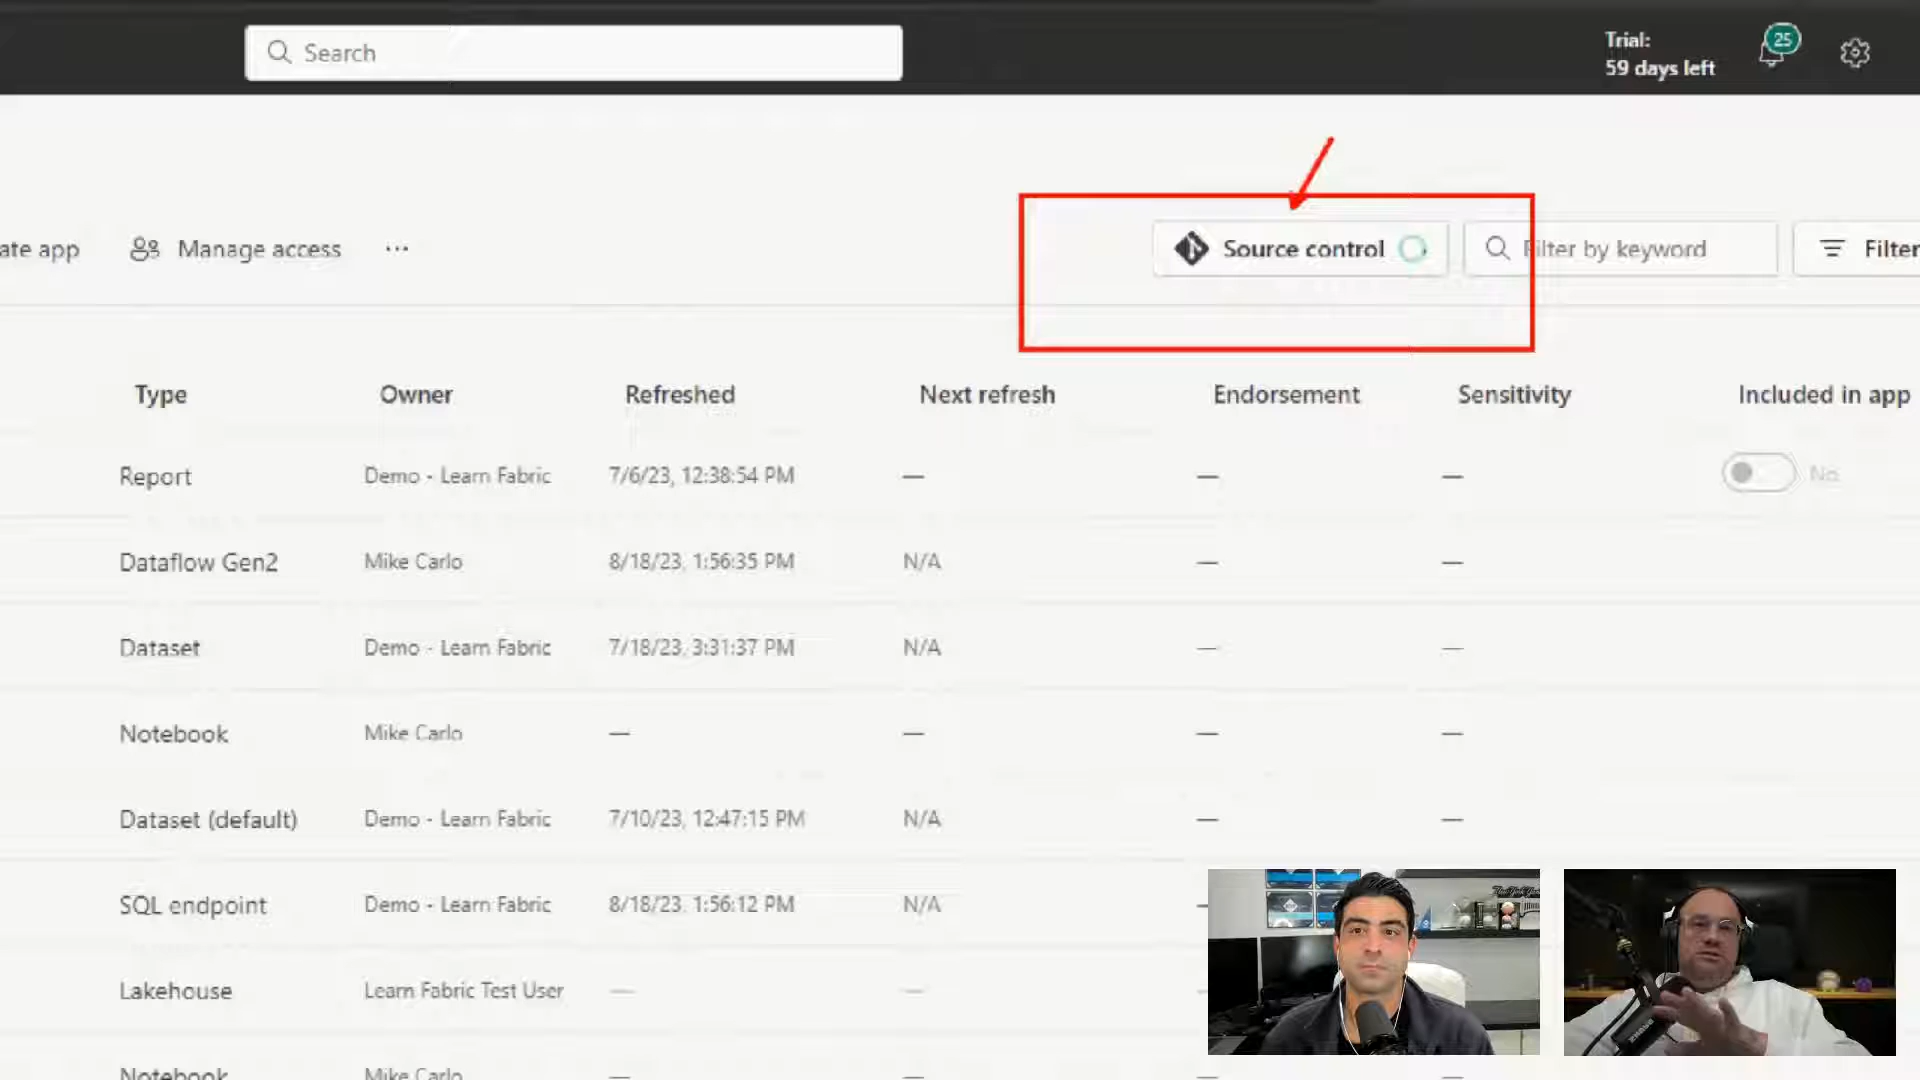 Search
Trial:
59 days left
25
ate app
Manage access
...
Source control
Filter by keyword
Filter
Type Owner Refreshed Next refresh Endorsement Sensitivity Included in app
Report Demo - Learn Fabric 7/6/23, 12:38:54 PM — — — No
Dataflow Gen2 Mike Carlo 8/18/23, 1:56:35 PM N/A — —
Dataset Demo - Learn Fabric 7/18/23, 3:31:37 PM N/A — —
Notebook Mike Carlo — — — —
Dataset (default) Demo - Learn Fabric 7/10/23, 12:47:15 PM N/A — —
SQL endpoint Demo - Learn Fabric 8/18/23, 1:56:12 PM N/A —
Lakehouse Learn Fabric Test User — — —
Notebook Mike Carlo — — —